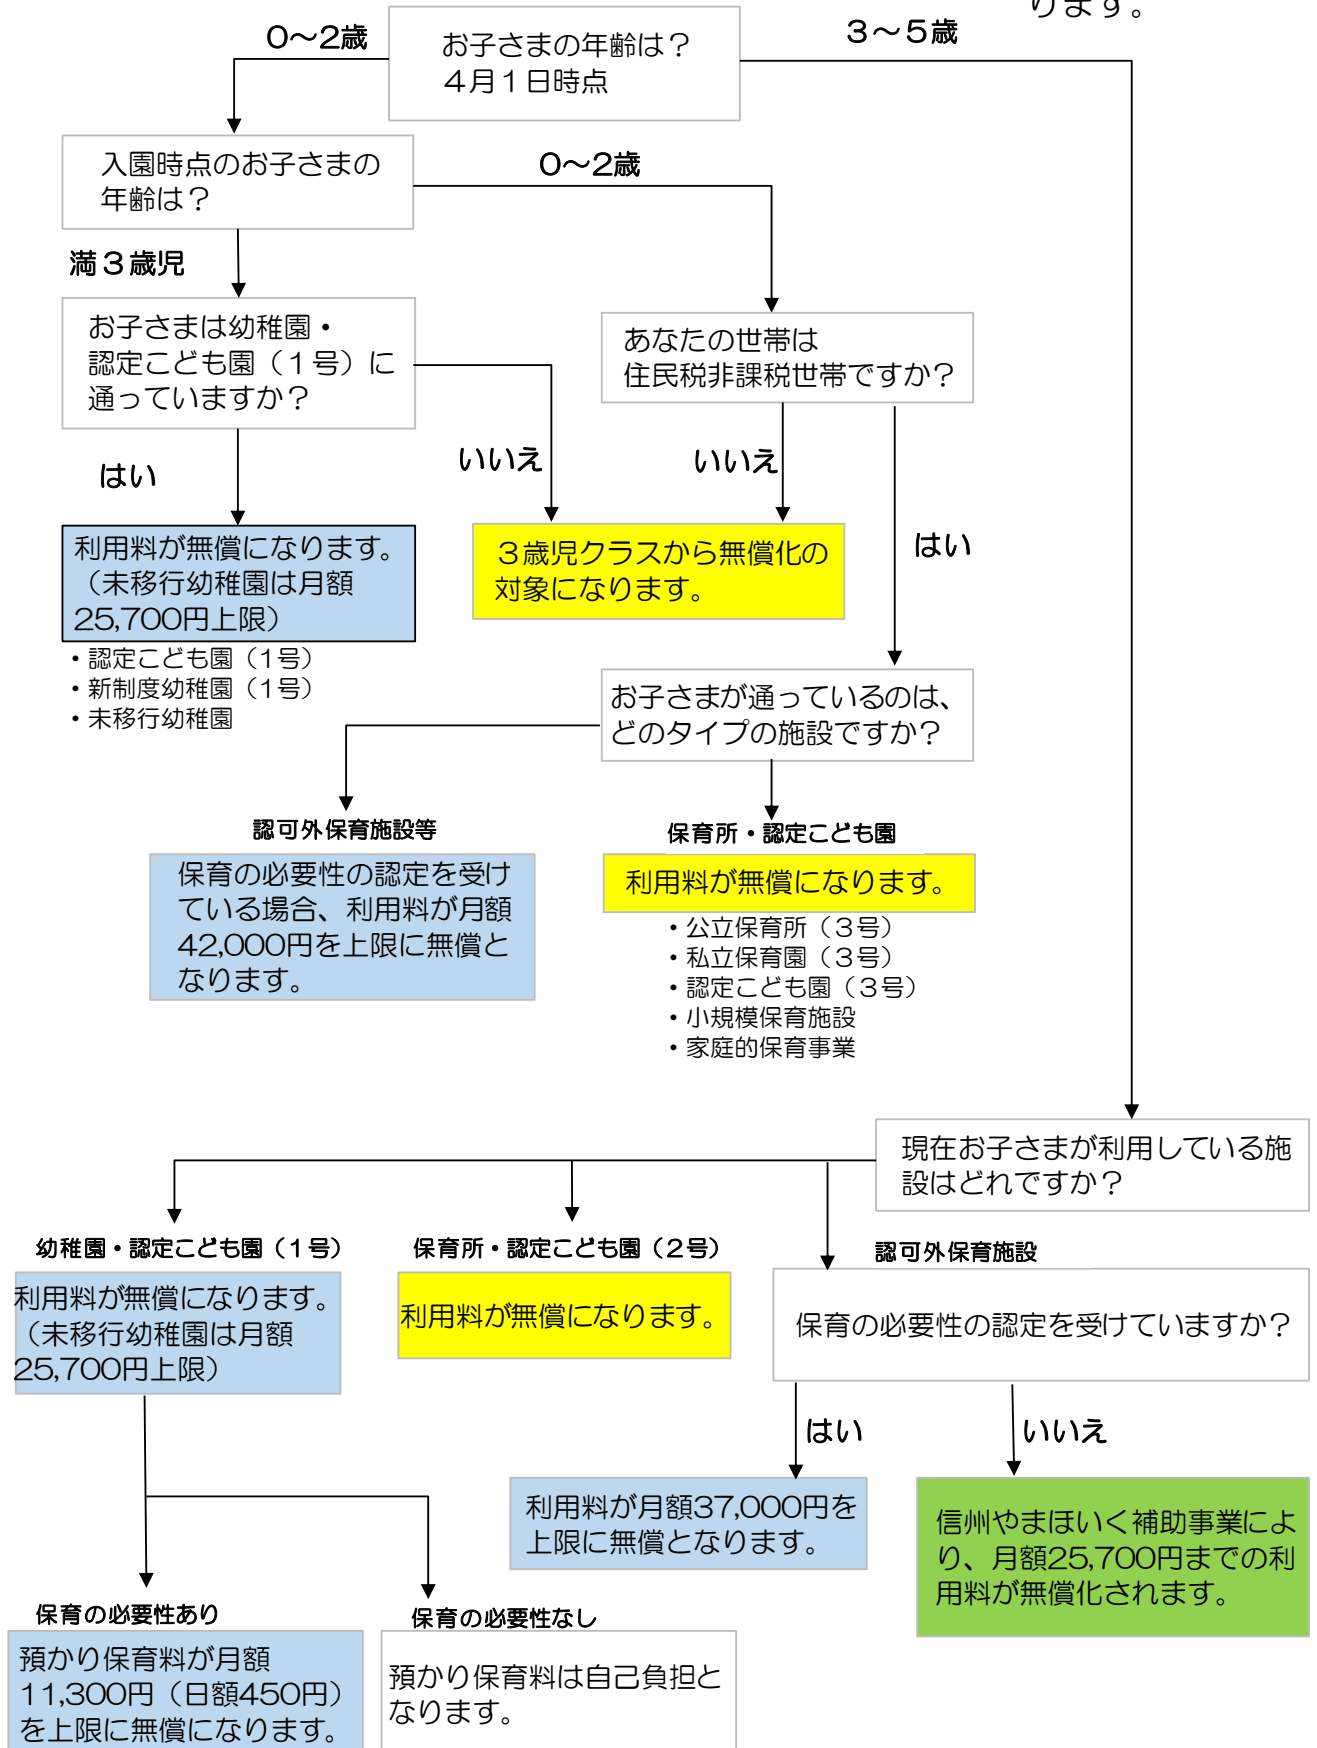 ります。
0～2歳
お子さまの年齢は？
４月１日時点
３～５歳
入園時点のお子さまの
年齢は？
0～2歳
満３歳児
お子さまは幼稚園・
認定こども園（１号）に
通っていますか？
あなたの世帯は
住民税非課税世帯ですか？
はい
いいえ
いいえ
はい
利用料が無償になります。
（未移行幼稚園は月額
25,700円上限）
・認定こども園（1号）
・新制度幼稚園（1号）
・未移行幼稚園
３歳児クラスから無償化の
対象になります。
お子さまが通っているのは、
どのタイプの施設ですか？
認可外保育施設等
保育の必要性の認定を受け
ている場合、利用料が月額
42,000円を上限に無償と
なります。
保育所・認定こども園
利用料が無償になります。
・公立保育所（３号）
・私立保育園（３号）
・認定こども園（３号）
・小規模保育施設
・家庭的保育事業
現在お子さまが利用している施
設はどれですか？
幼稚園・認定こども園（１号）
利用料が無償になります。
（未移行幼稚園は月額
25,700円上限）
保育所・認定こども園（２号）
利用料が無償になります。
認可外保育施設
保育の必要性の認定を受けていますか？
はい
いいえ
利用料が月額37,000円を
上限に無償となります。
信州やまほいく補助事業によ
り、月額25,700円までの利
用料が無償化されます。
保育の必要性あり
預かり保育料が月額
11,300円（日額450円）
を上限に無償になります。
保育の必要性なし
預かり保育料は自己負担と
なります。